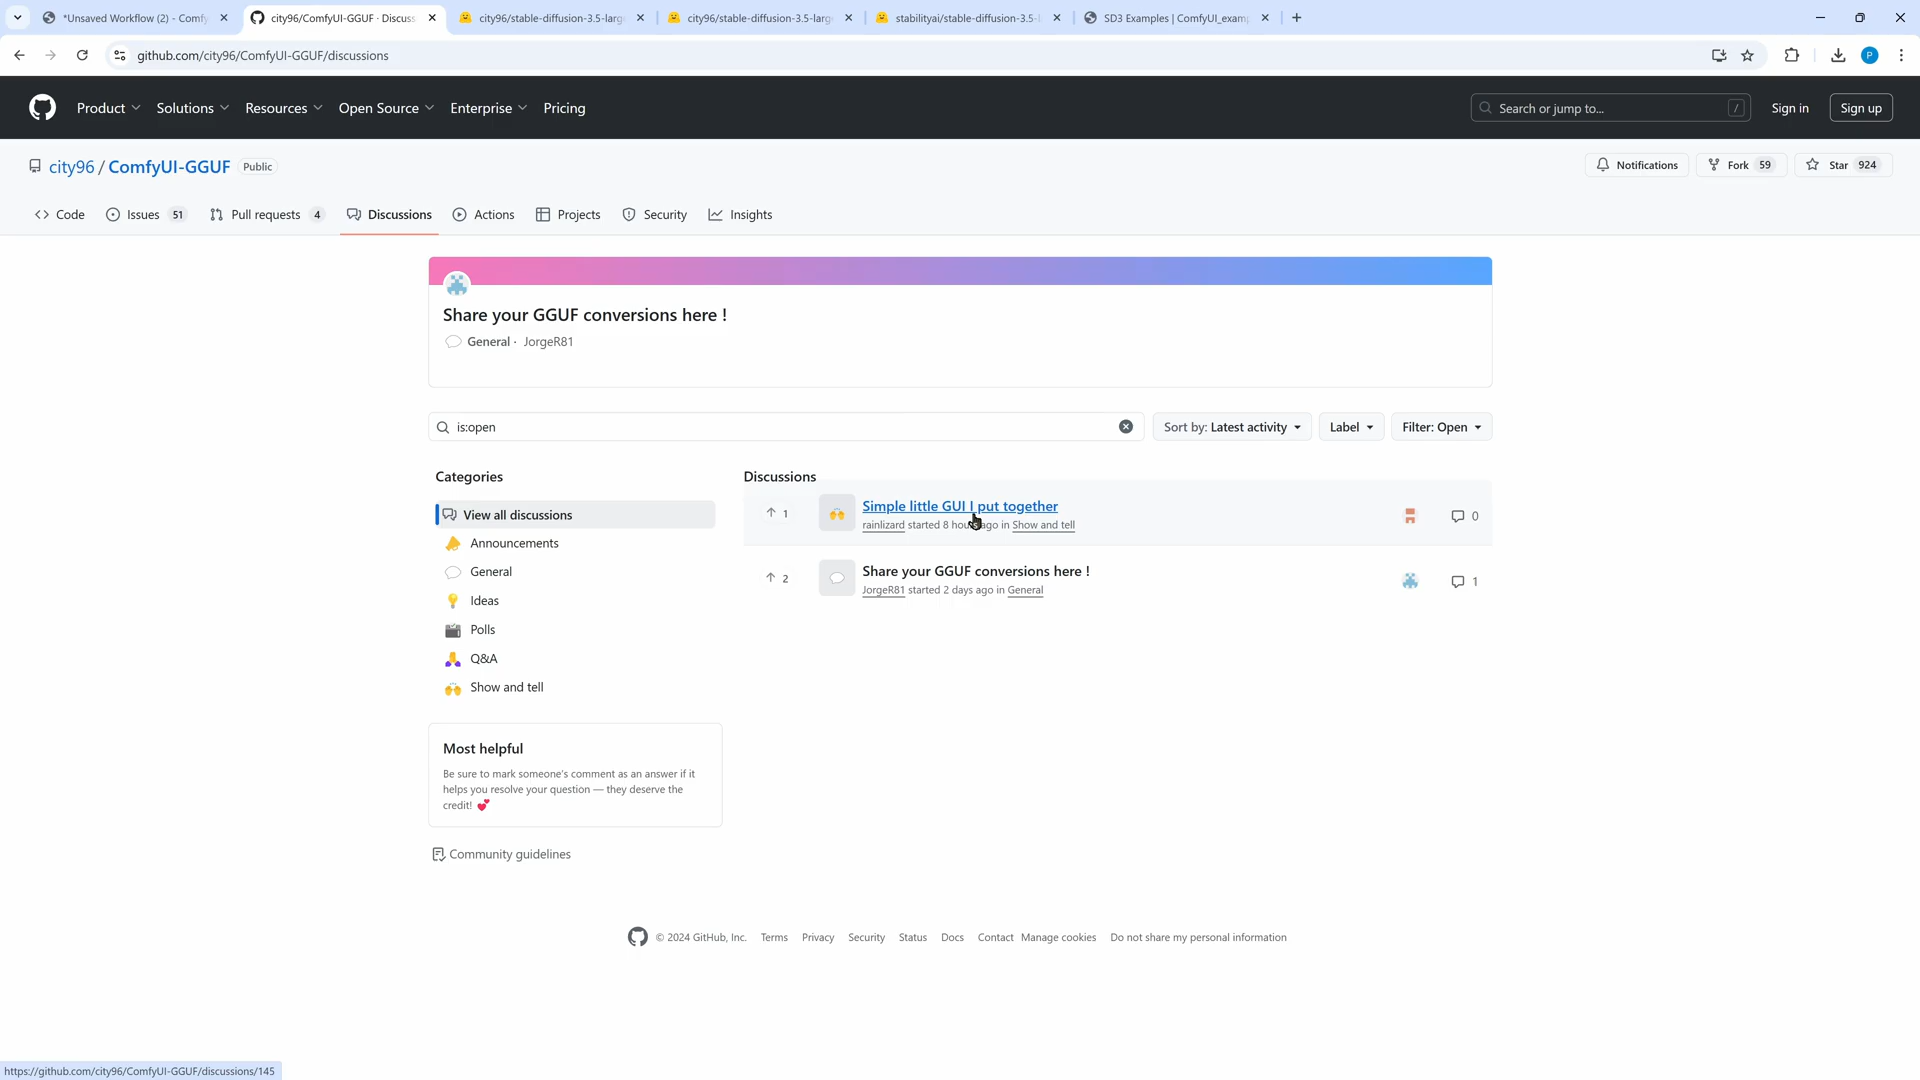 *Unsaved Workflow (2) - Comfy
city96/ComfyUI-GGUF · Discuss
city96/stable-diffusion-3.5-larg
city96/stable-diffusion-3.5-larg
stabilityai/stable-diffusion-3.5-l
SD3 Examples | ComfyUI_examp
github.com/city96/ComfyUI-GGUF/discussions
P
Product
Solutions
Resources
Open Source
Enterprise
Pricing
Search or jump to...
/
Sign in
Sign up
city96 / ComfyUI-GGUF
Public
Notifications
Fork 59
Star 924
Code
Issues 51
Pull requests 4
Discussions
Actions
Projects
Security
Insights
Share your GGUF conversions here !
General · JorgeR81
is:open
Sort by: Latest activity
Label
Filter: Open
Categories
View all discussions
Announcements
General
Ideas
Polls
Q&A
Show and tell
Discussions
1
Simple little GUI I put together
rainlizard started 8 hours ago in Show and tell
0
2
Share your GGUF conversions here !
JorgeR81 started 2 days ago in General
1
Most helpful
Be sure to mark someone's comment as an answer if it
helps you resolve your question — they deserve the
credit! 💕
Community guidelines
© 2024 GitHub, Inc.
Terms
Privacy
Security
Status
Docs
Contact
Manage cookies
Do not share my personal information
https://github.com/city96/ComfyUI-GGUF/discussions/145